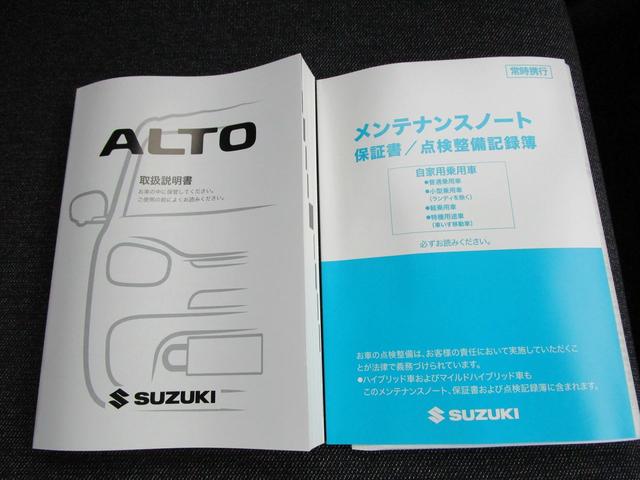 ALTO
取扱説明書
お車の中に保管してください。
ご使用の前によくお読みください。
SUZUKI
常時携行
メンテナンスノート
保証書/点検整備記録簿
自家用乗用車
●普通乗用車
●小型乗用車
(ランディを除く)
●軽乗用車
●特種用途車
(車いす移動車)
必ずお読みください。
お車の点検整備は、お客様の責任において実施していただくこ
とが法律で義務づけられています。
●ハイブリッド車およびマイルドハイブリッド車も
このメンテナンスノート、保証書および点検記録簿に含まれます。
SUZUKI